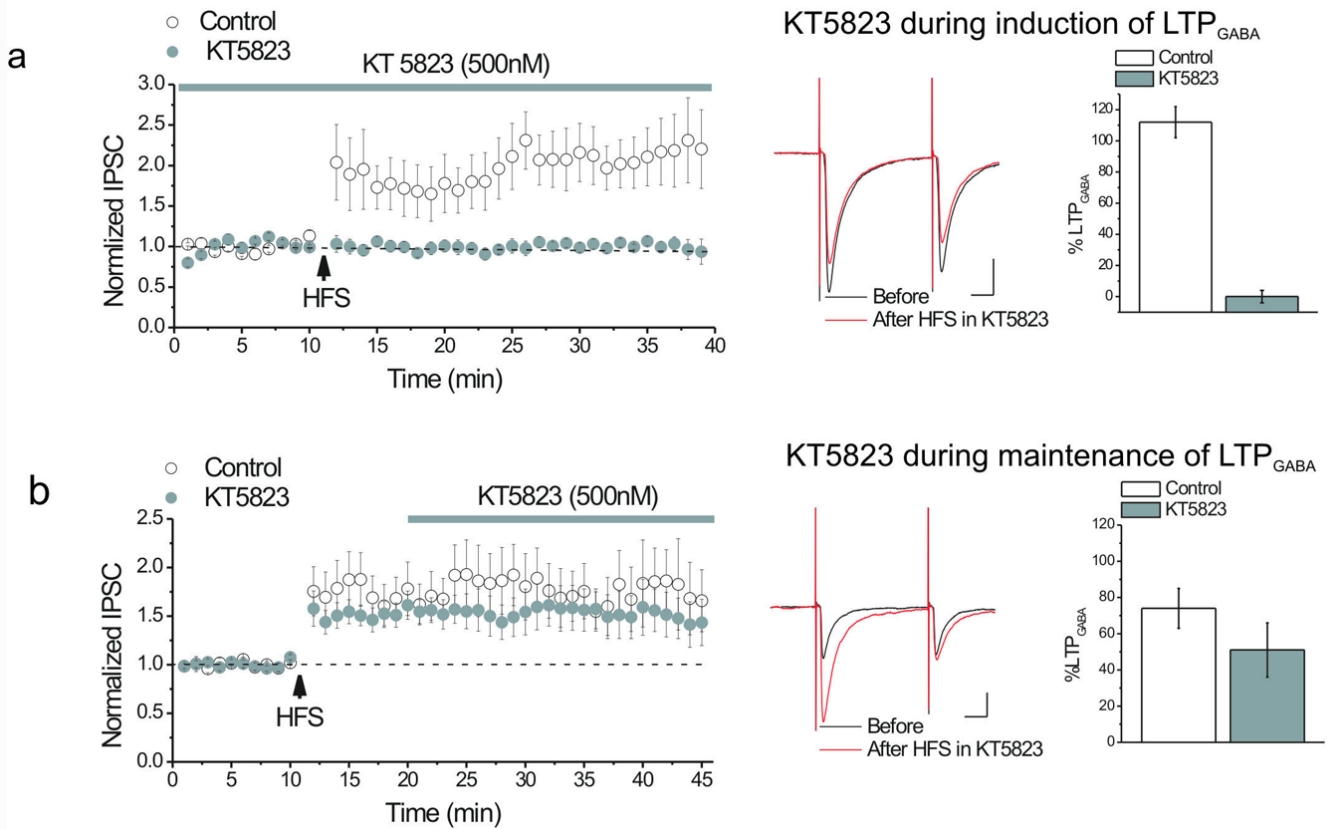 a
Control
KT5823
KT 5823 (500nM)
Normlized IPSC
3.0
2.5
2.0
1.5
1.0
0.5
0.0
HFS
0 5 10 15 20 25 30 35 40
Time (min)
KT5823 during induction of LTPGABA
Before
After HFS in KT5823
Control
KT5823
% LTPGABA
120
100
80
60
40
20
0
b
Control
KT5823
KT5823 (500nM)
Normalized IPSC
2.5
2.0
1.5
1.0
0.5
0.0
HFS
0 5 10 15 20 25 30 35 40 45
Time (min)
KT5823 during maintenance of LTPGABA
Before
After HFS in KT5823
Control
KT5823
%LTPGABA
120
100
80
60
40
20
0